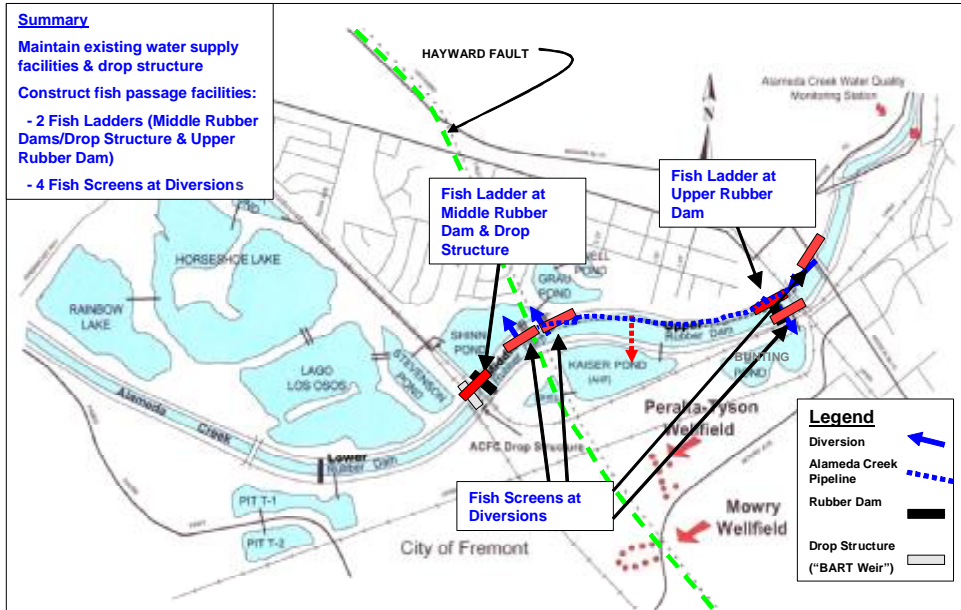 Summary
Maintain existing water supply
facilities & drop structure
Construct fish passage facilities:
- 2 Fish Ladders (Middle Rubber
Dams/Drop Structure & Upper
Rubber Dam)
- 4 Fish Screens at Diversions
HAYWARD FAULT
Alameda Creek Water Quality
Monitoring Station
N
Fish Ladder at
Middle Rubber
Dam & Drop
Structure
Fish Ladder at
Upper Rubber
Dam
HORSESHOE LAKE
RAINBOW
LAKE
LAGO
LOS OSOS
STEVENSON
POND
SHINN
POND
GRAU
POND
KAISER POND
(AHF)
BUNTING
POND
Upper
Rubber Dam
Alameda
Creek
Lower
Rubber Dam
ACFC Drop Structure
PIT T-1
PIT T-2
Peralta-Tyson
Wellfield
Fish Screens at
Diversions
Mowry
Wellfield
City of Fremont
Legend
Diversion
Alameda Creek
Pipeline
Rubber Dam
Drop Structure
("BART Weir")